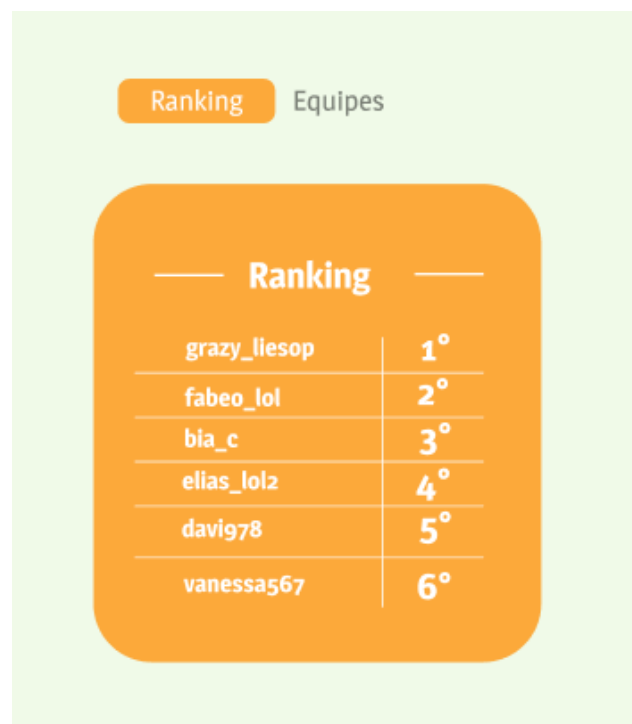 Ranking Equipes
Ranking
grazy_liesop 1°
fabeo_lol 2°
bia_c 3°
elias_lol2 4°
davi978 5°
vanessa567 6°